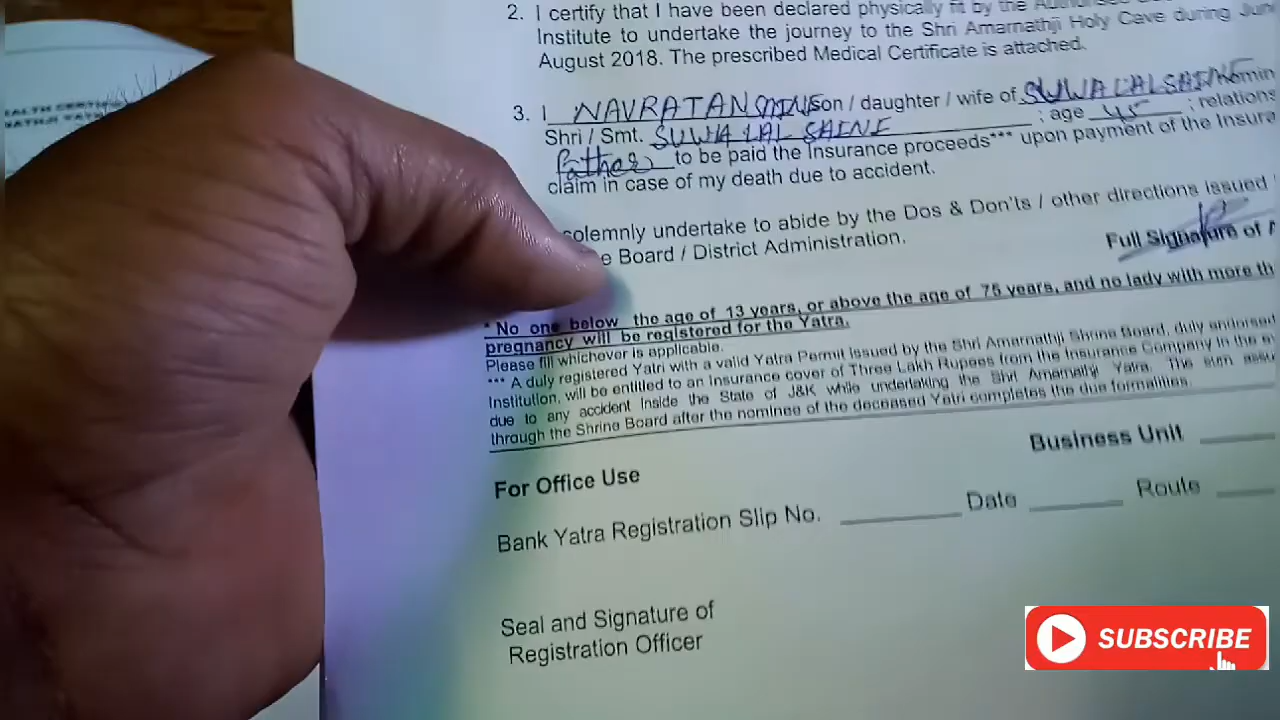 2. I certify that I have been declared physically fit by the
Institute to undertake the journey to the Shri Amarnathji Holy Cave during
August 2018. The prescribed Medical Certificate is attached.
3. I NAVRATAN SAINE son / daughter / wife of SUWA LAL SAINE
Shri / Smt. SUWA LAL SAINE ; age 45 ; relations
father to be paid the Insurance proceeds*** upon payment of the Insura
claim in case of my death due to accident.
solemnly undertake to abide by the Dos & Don'ts / other directions issued
e Board / District Administration.
Full Signature of
* No one below the age of 13 years, or above the age of 75 years, and no lady with more th
pregnancy will be registered for the Yatra.
Please fill whichever is applicable.
*** A duly registered Yatri with a valid Yatra Permit issued by the Shri Amarnathji Shrine Board, duly endorsed
Institution, will be entitled to an Insurance cover of Three Lakh Rupees from the Insurance Company in the
due to any accident inside the State of J&K while undertaking the Shri Amarnathji Yatra. The sum
through the Shrine Board after the nominee of the deceased Yatri completes the due formalities.
For Office Use
Business Unit
Bank Yatra Registration Slip No. Date Route
Seal and Signature of
Registration Officer
SUBSCRIBE